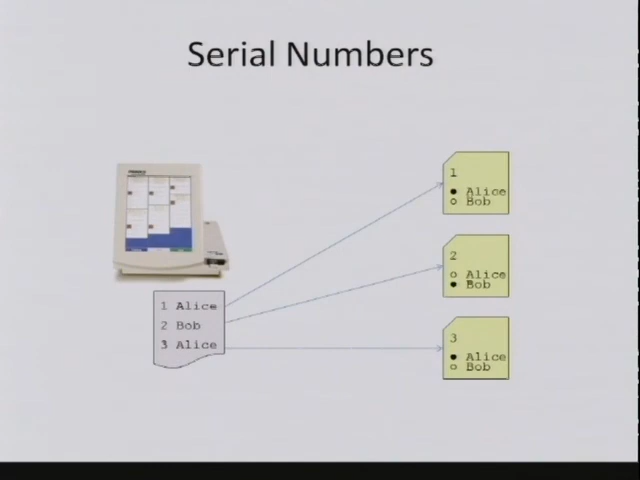 Serial Numbers
1 Alice
2 Bob
3 Alice
1
Alice
Bob
2
Alice
Bob
3
Alice
Bob